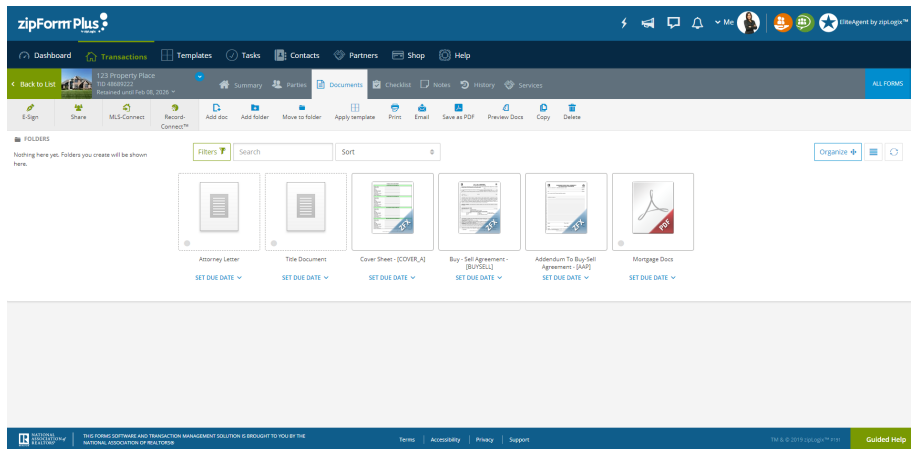 zipForm Plus
by zipLogix
Me
EliteAgent by zipLogix™
Dashboard
Transactions
Templates
Tasks
Contacts
Partners
Shop
Help
Back to List
123 Property Place
TID 48689222
Retained until Feb 08, 2026
Summary
Parties
Documents
Checklist
Notes
History
Services
ALL FORMS
E-Sign
Share
MLS-Connect
Record-
Connect™
Add doc
Add folder
Move to folder
Apply template
Print
Email
Save as PDF
Preview Docs
Copy
Delete
FOLDERS
Nothing here yet. Folders you create will be shown
here.
Filters
Search
Sort
Organize
ZFX
ZFX
ZFX
PDF
Attorney Letter
Title Document
Cover Sheet - [COVER_A]
Buy - Sell Agreement -
[BUYSELL]
Addendum To Buy-Sell
Agreement - [AAP]
Mortgage Docs
SET DUE DATE
SET DUE DATE
SET DUE DATE
SET DUE DATE
SET DUE DATE
SET DUE DATE
NATIONAL
ASSOCIATION of
REALTORS®
THIS FORMS SOFTWARE AND TRANSACTION MANAGEMENT SOLUTION IS BROUGHT TO YOU BY THE
NATIONAL ASSOCIATION OF REALTORS®
Terms
Accessibility
Privacy
Support
TM & © 2019 zipLogix™
Guided Help